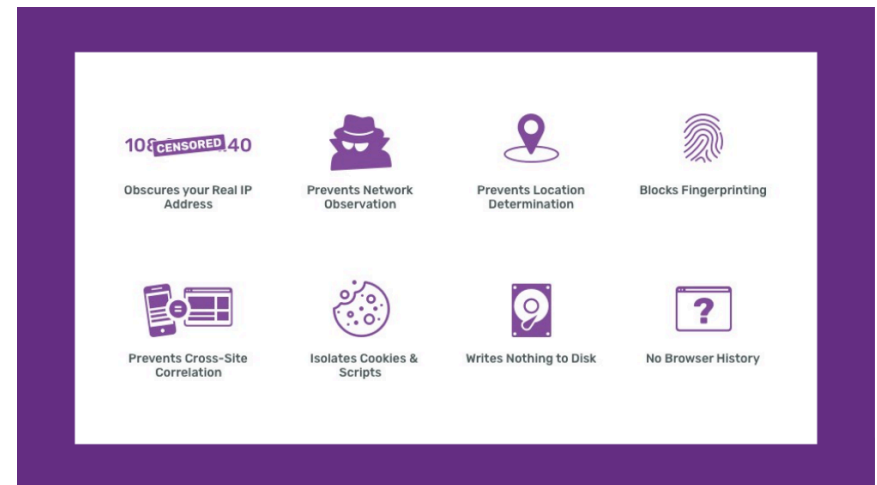 108
CENSORED
40
Obscures your Real IP
Address
Prevents Network
Observation
Prevents Location
Determination
Blocks Fingerprinting
Prevents Cross-Site
Correlation
Isolates Cookies &
Scripts
Writes Nothing to Disk
?
No Browser History